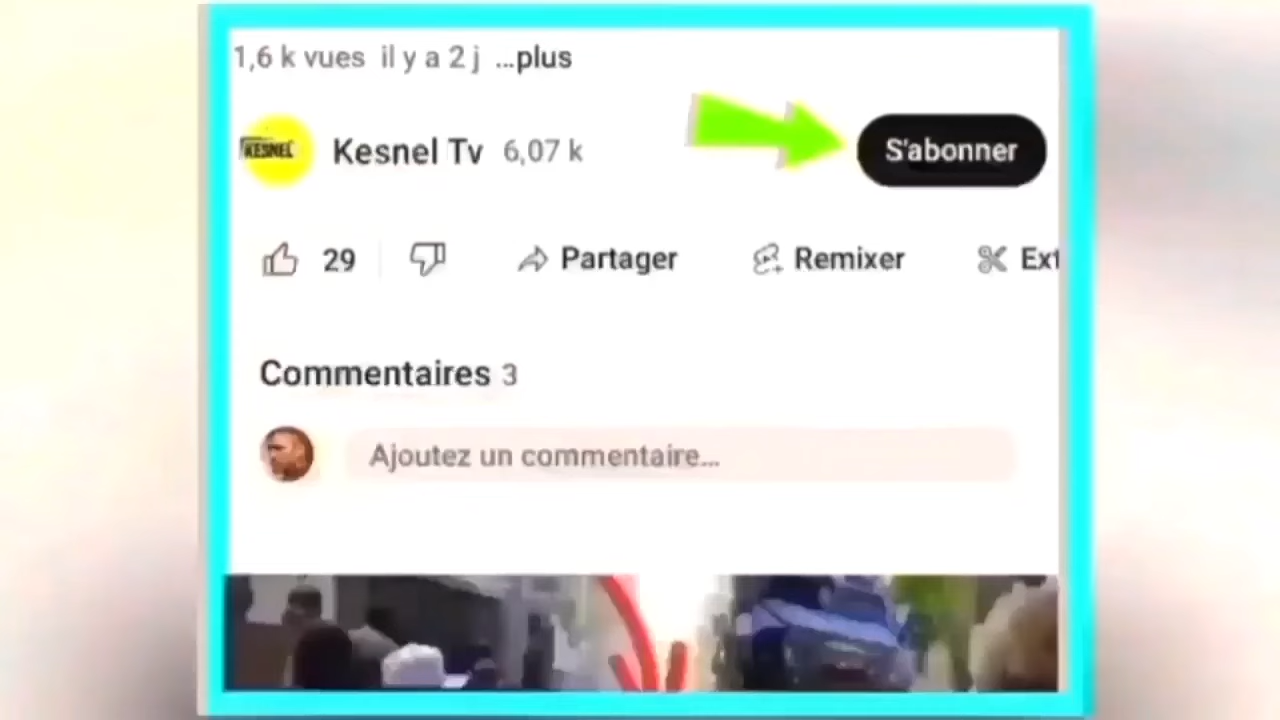 1,6 k vues il y a 2 j ...plus
KESNEL
Kesnel Tv 6,07 k
S'abonner
29
Partager
Remixer
Ext
Commentaires 3
Ajoutez un commentaire...